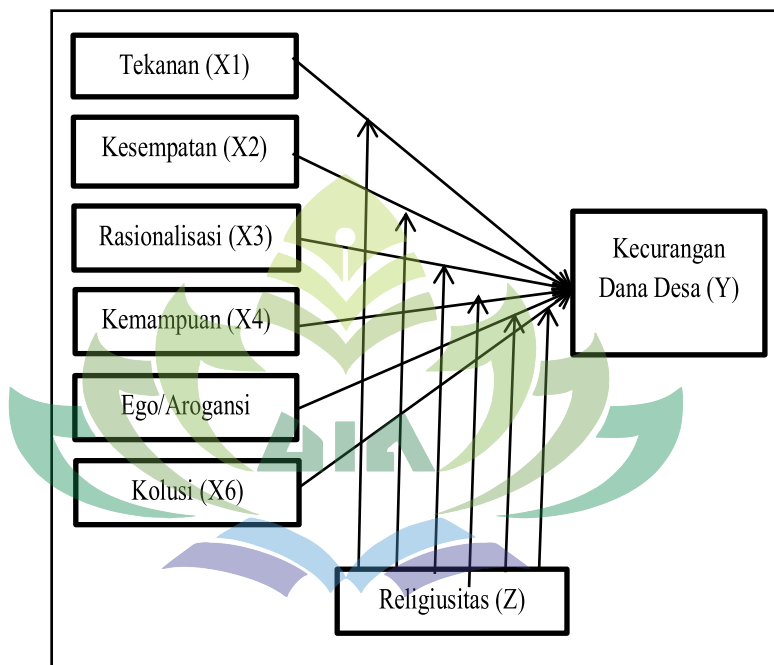 Tekanan (X1)
Kesempatan (X2)
Rasionalisasi (X3)
Kemampuan (X4)
Ego/Arogansi
Kolusi (X6)
Kecurangan
Dana Desa (Y)
Religiusitas (Z)